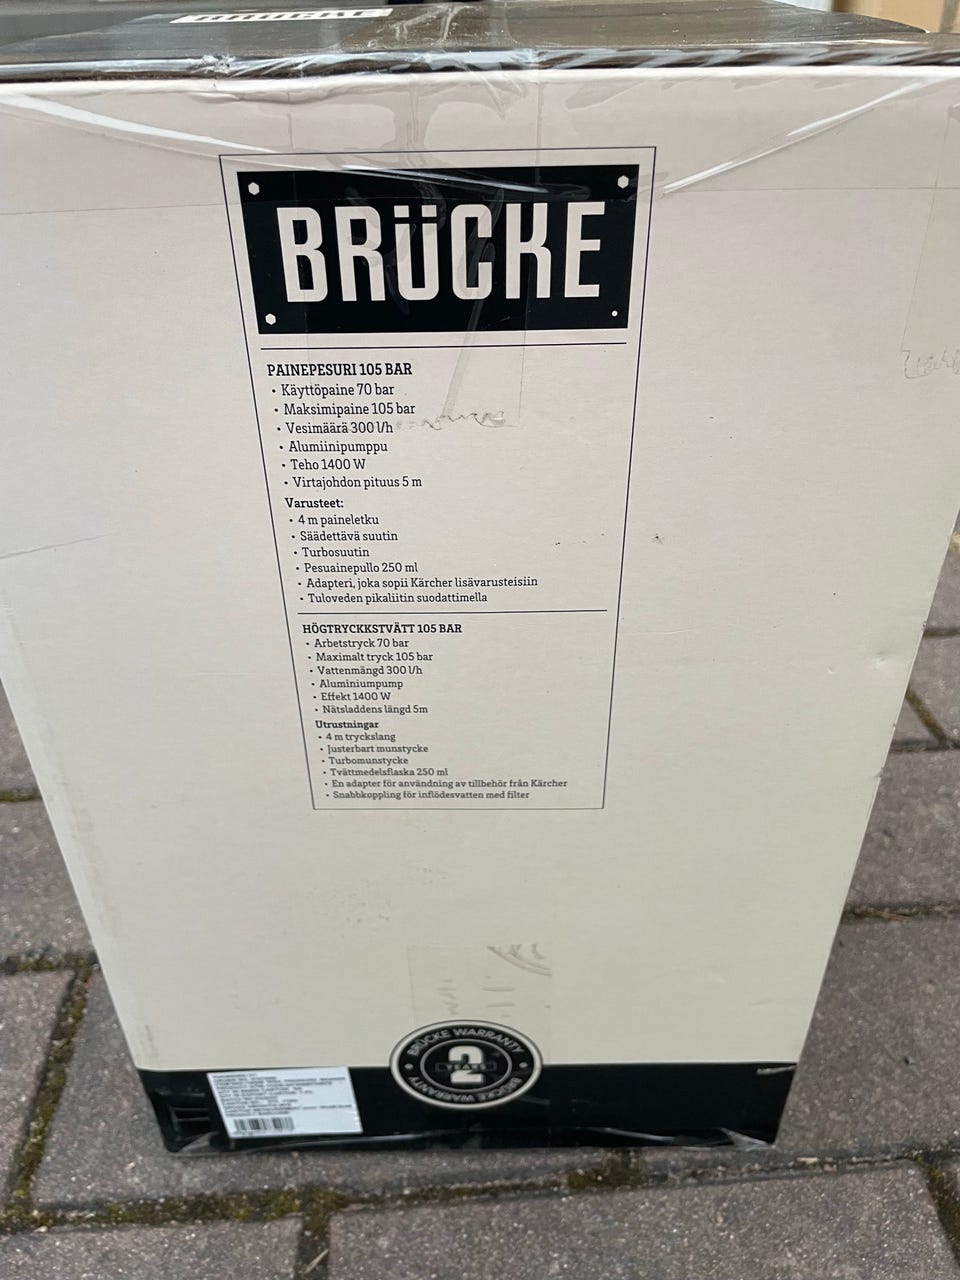 BRÜCKE
BRüCKE
PAINEPESURI 105 BAR
• Käyttöpaine 70 bar
• Maksimipaine 105 bar
• Vesimäärä 300 l/h
• Alumiinipumppu
• Teho 1400 W
• Virtajohdon pituus 5 m
Varusteet:
• 4 m paineletku
• Säädettävä suutin
• Turbosuutin
• Pesuainepullo 250 ml
• Adapteri, joka sopii Kärcher lisävarusteisiin
• Tuloveden pikaliitin suodattimella
HÖGTRYCKKSTVÄTT 105 BAR
• Arbetstryck 70 bar
• Maximalt tryck 105 bar
• Vattenmängd 300 l/h
• Aluminiumpump
• Effekt 1400 W
• Nätsladdens längd 5m
Utrustningar
• 4 m tryckslang
• Justerbart munstycke
• Turbomunstycke
• Tvättmedelsflaska 250 ml
• En adapter för användning av tillbehör från Kärcher
• Snabbkoppling för inflödesvatten med filter
BRÜCKE WARRANTY
2
YEARS
BRÜCKE WARRANTY